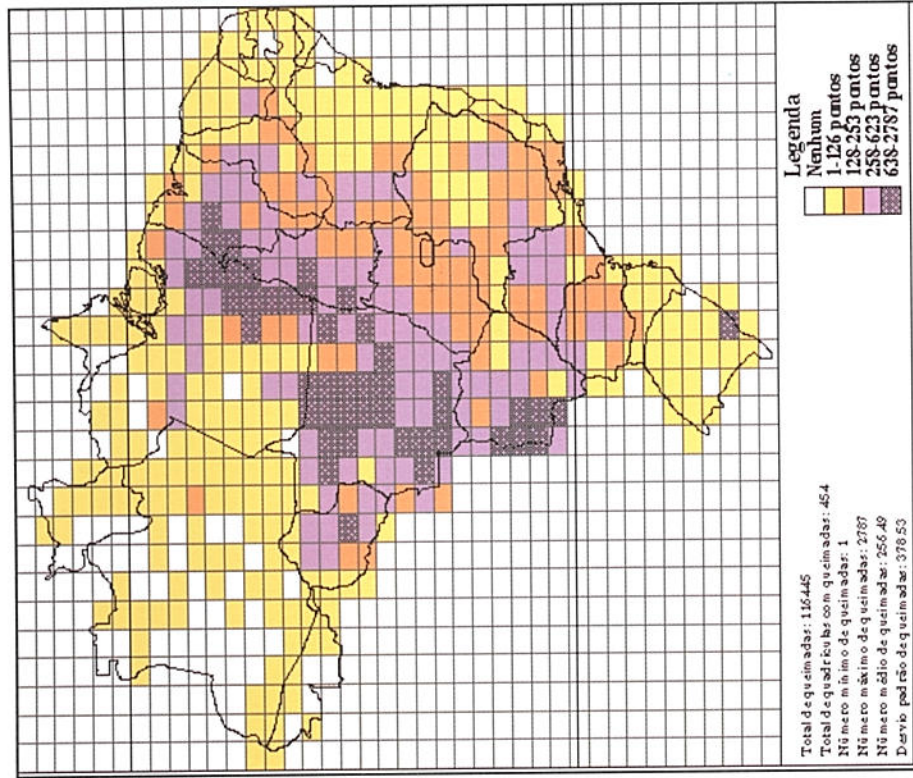 Legenda
Nenhum
1-126 pontos
128-253 pontos
258-623 pontos
638-2787 pontos
Total de queimadas: 116445
Total de quadrículas com queimadas: 454
Número mínimo de queimadas: 1
Número máximo de queimadas: 2787
Número médio de queimadas: 256.49
Desvio padrão de queimadas: 378.53